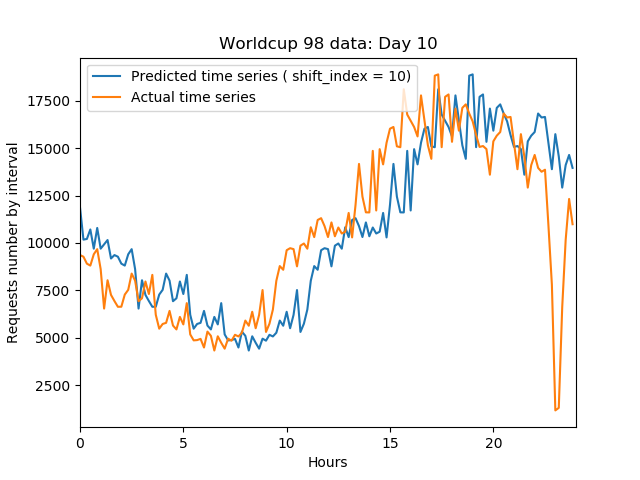 Worldcup 98 data: Day 10
Predicted time series ( shift_index = 10)
Actual time series
17500
15000
12500
10000
7500
5000
2500
Requests number by interval
0 5 10 15 20
Hours